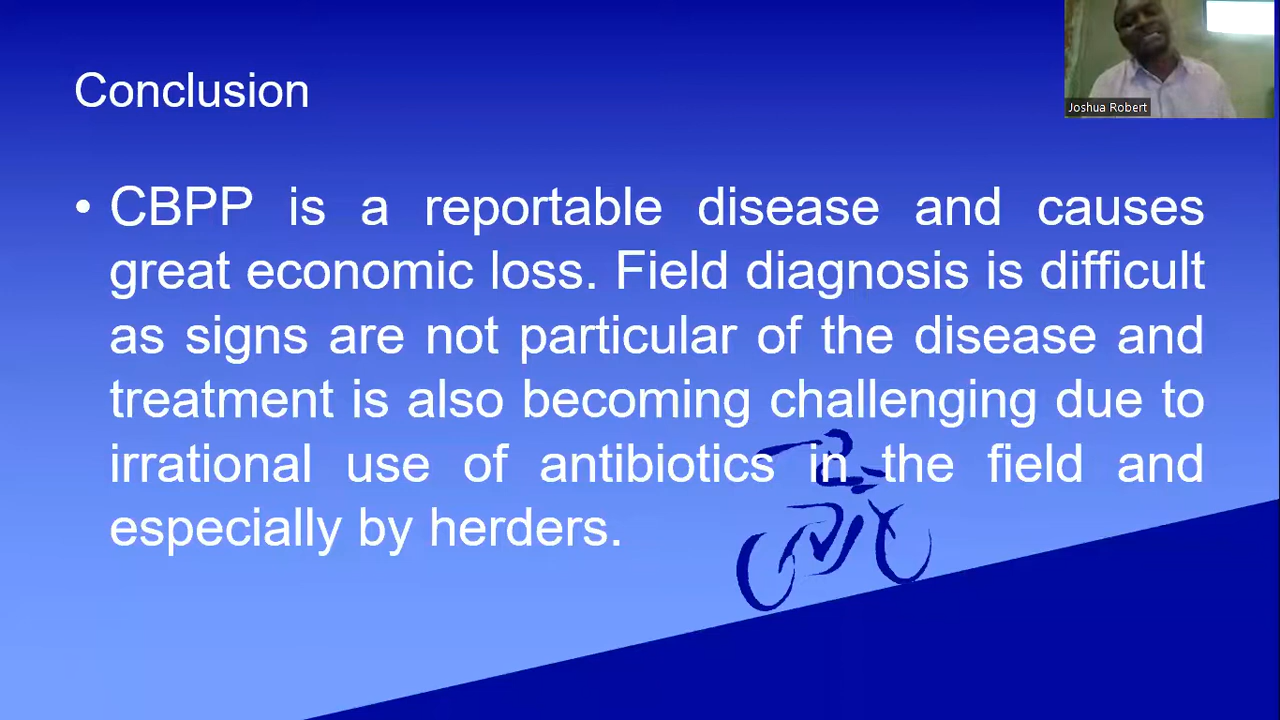 Joshua Robert
Conclusion
• CBPP is a reportable disease and causes
great economic loss. Field diagnosis is difficult
as signs are not particular of the disease and
treatment is also becoming challenging due to
irrational use of antibiotics in the field and
especially by herders.